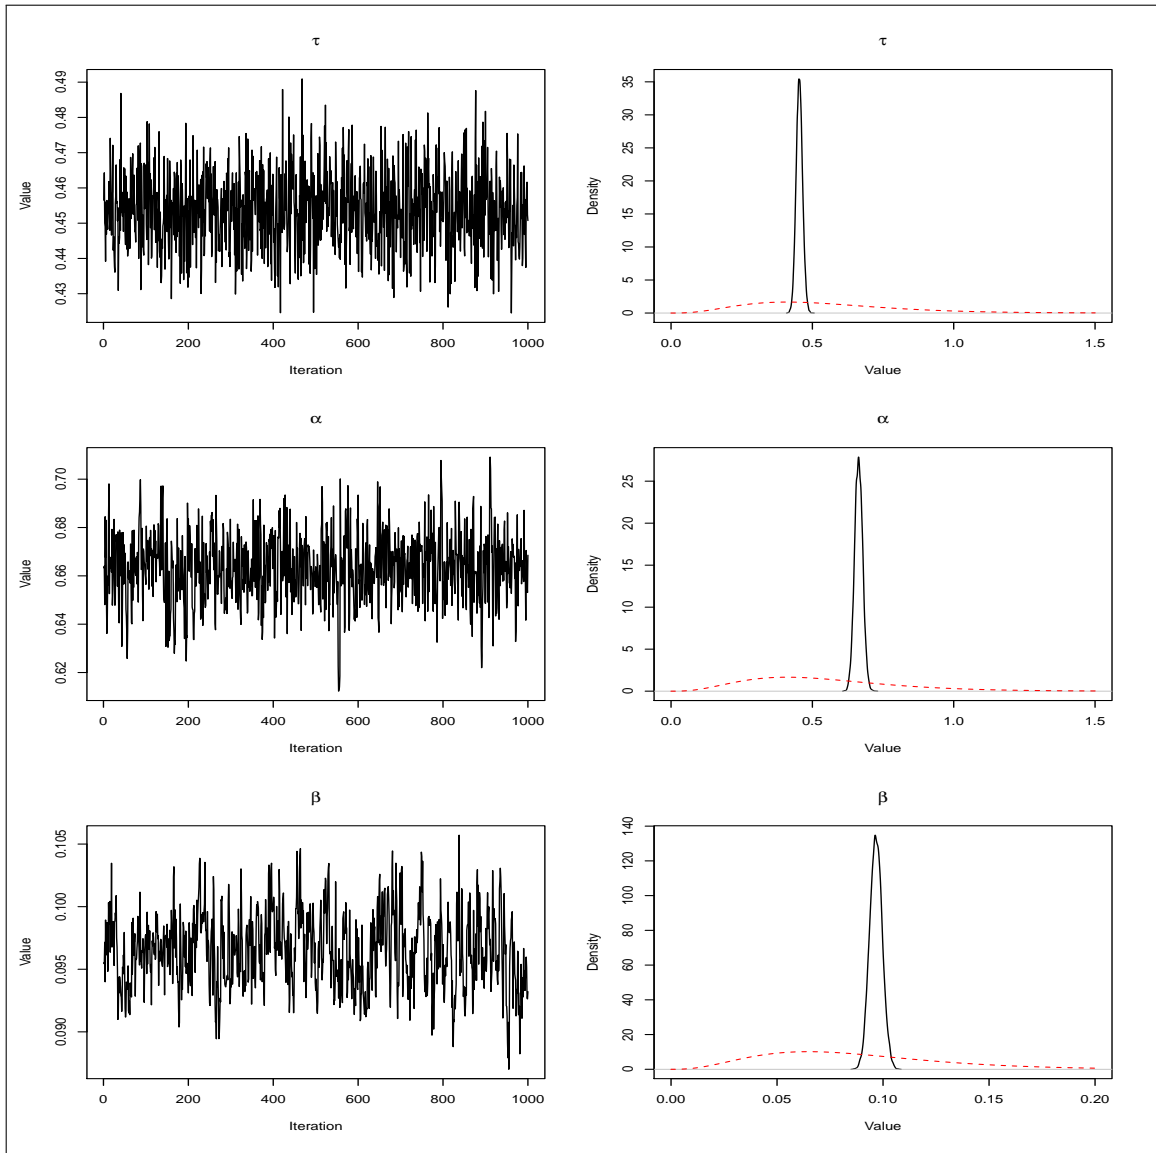 τ
Value
0.43 0.44 0.45 0.46 0.47 0.48 0.49
0 200 400 600 800 1000
Iteration
τ
Density
0 5 10 15 20 25 30 35
0.0 0.5 1.0 1.5
Value
α
Value
0.62 0.64 0.66 0.68 0.70
0 200 400 600 800 1000
Iteration
α
Density
0 5 10 15 20 25
0.0 0.5 1.0 1.5
Value
β
Value
0.090 0.095 0.100 0.105
0 200 400 600 800 1000
Iteration
β
Density
0 20 40 60 80 100 120 140
0.00 0.05 0.10 0.15 0.20
Value